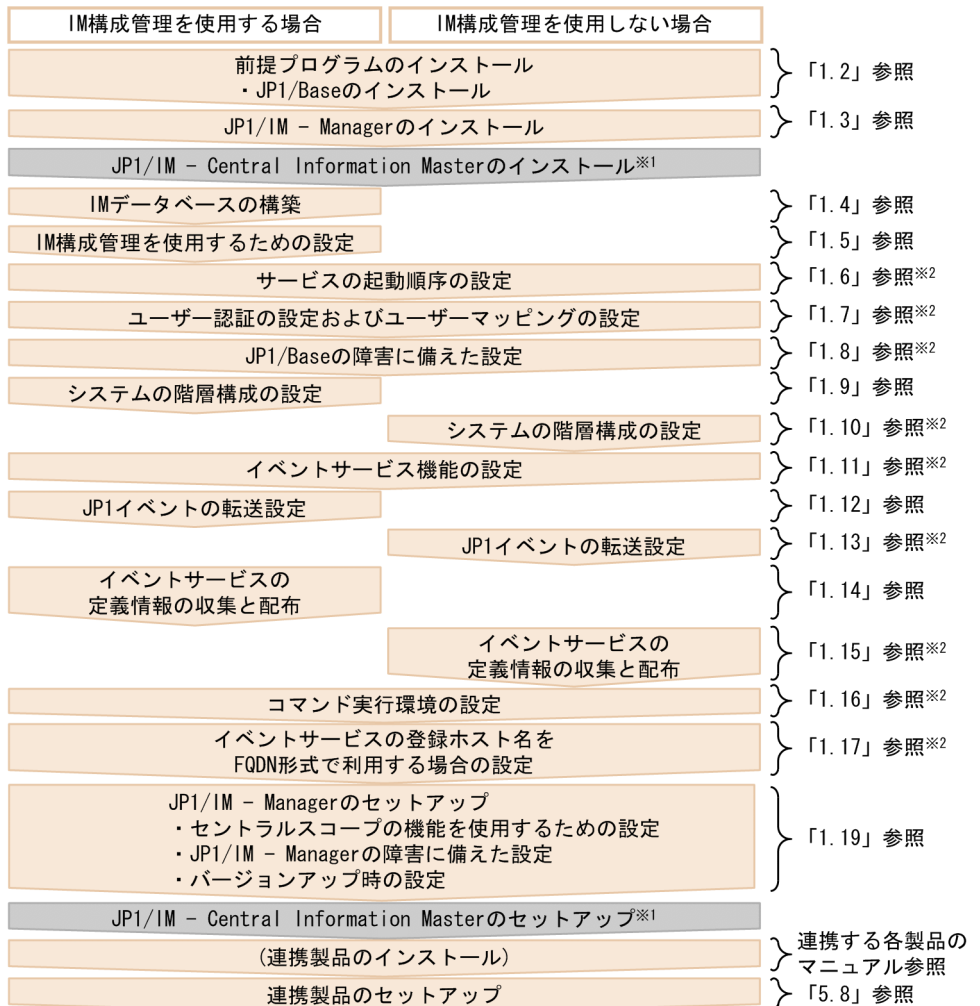 IM構成管理を使用する場合
IM構成管理を使用しない場合
前提プログラムのインストール
・JP1/Baseのインストール
「1.2」参照
JP1/IM − Managerのインストール
「1.3」参照
JP1/IM − Central Information Masterのインストール※1
IMデータベースの構築
「1.4」参照
IM構成管理を使用するための設定
「1.5」参照
サービスの起動順序の設定
「1.6」参照※2
ユーザー認証の設定およびユーザーマッピングの設定
「1.7」参照※2
JP1/Baseの障害に備えた設定
「1.8」参照※2
システムの階層構成の設定
「1.9」参照
システムの階層構成の設定
「1.10」参照※2
イベントサービス機能の設定
「1.11」参照※2
JP1イベントの転送設定
「1.12」参照
JP1イベントの転送設定
「1.13」参照※2
イベントサービスの
定義情報の収集と配布
「1.14」参照
イベントサービスの
定義情報の収集と配布
「1.15」参照※2
コマンド実行環境の設定
「1.16」参照※2
イベントサービスの登録ホスト名を
FQDN形式で利用する場合の設定
「1.17」参照※2
JP1/IM − Managerのセットアップ
・セントラルスコープの機能を使用するための設定
・JP1/IM − Managerの障害に備えた設定
・バージョンアップ時の設定
「1.19」参照
JP1/IM − Central Information Masterのセットアップ※1
(連携製品のインストール)
連携する各製品の
マニュアル参照
連携製品のセットアップ
「5.8」参照